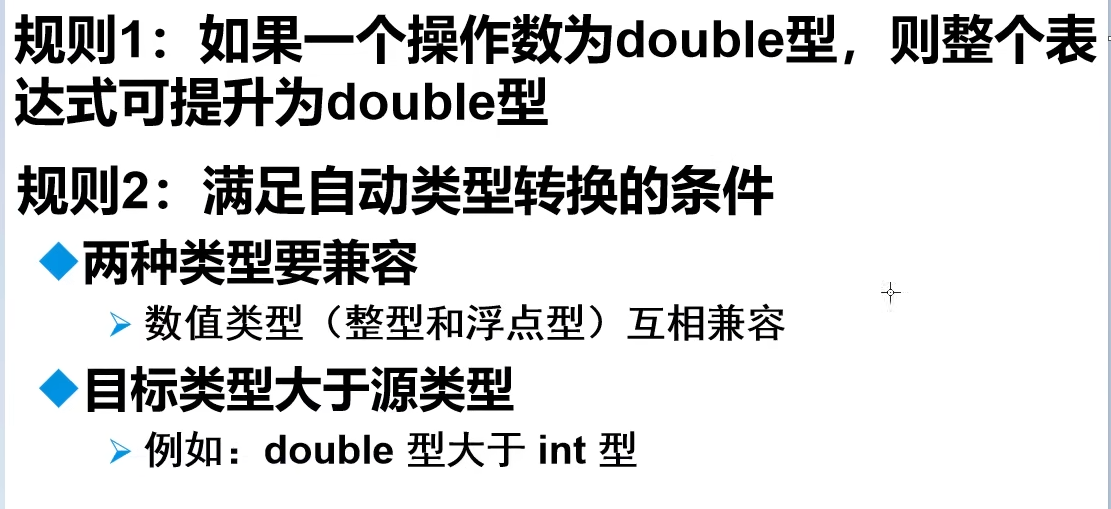 规则1：如果一个操作数为double型，则整个表
达式可提升为double型
规则2：满足自动类型转换的条件
两种类型要兼容
数值类型（整型和浮点型）互相兼容
目标类型大于源类型
例如：double 型大于 int 型